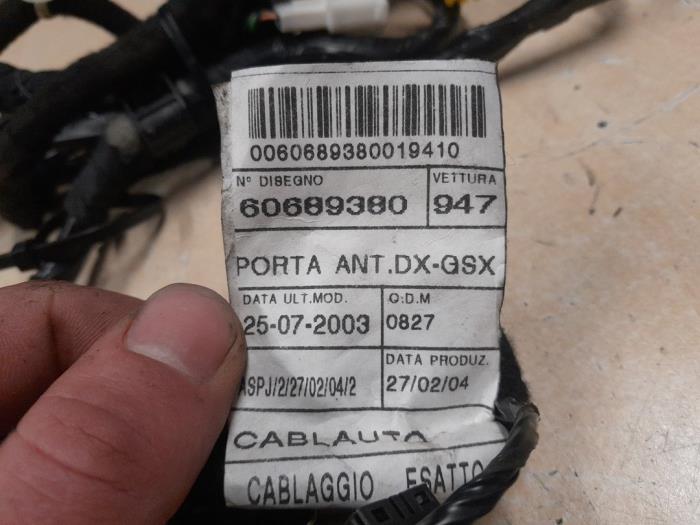 0060689380019410
Nº DISEGNO VETTURA
60689380 947
PORTA ANT.DX-GSX
DATA ULT.MOD. O.D.M
25-07-2003 0827
DATA PRODUZ.
ASPJ/2/27/02/04/2 27/02/04
CABLAUTO
CABLAGGIO ESATTO